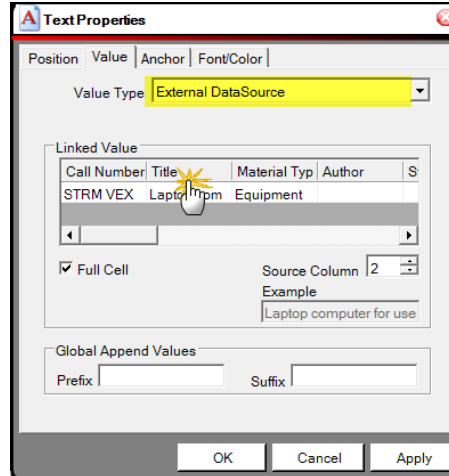 Text Properties
Position Value Anchor Font/Color
Value Type External DataSource
Linked Value
Call Number Title Material Typ Author
STRM VEX Equipment
Full Cell Source Column 2
Example
Laptop computer for use
Global Append Values
Prefix Suffix
OK Cancel Apply